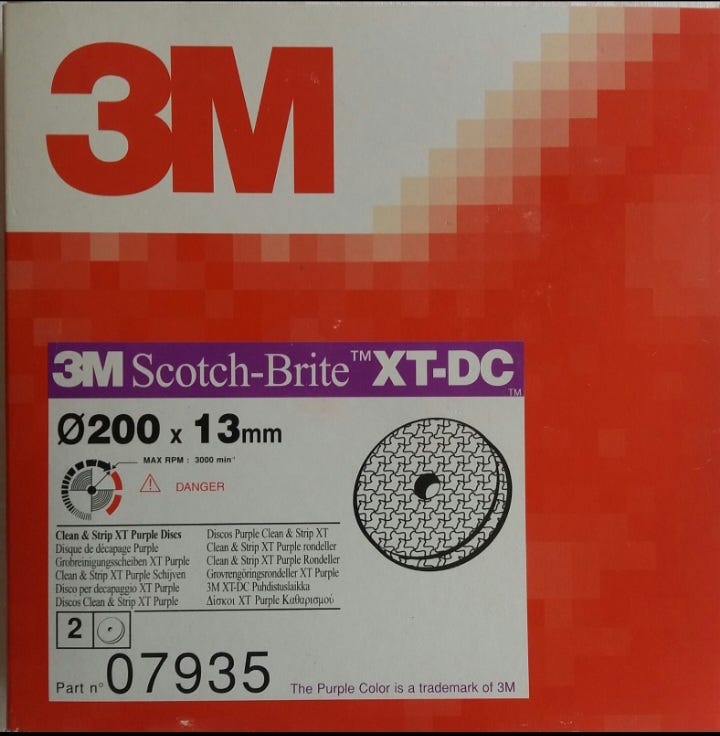 3M
3M Scotch-Brite™ XT-DC™
Ø200 x 13mm
MAX RPM : 3000 min⁻¹
DANGER
Clean & Strip XT Purple Discs
Disque de décapage Purple
Grobreinigungsscheiben XT Purple
Clean & Strip XT Purple Schijven
Disco per decapaggio XT Purple
Discos Clean & Strip XT Purple
Discos Purple Clean & Strip XT
Clean & Strip XT Purple rondeller
Clean & Strip XT Purple Rondeller
Grovrengöringsrondeller XT Purple
3M XT-DC Puhdistuslaikka
Δίσκοι XT Purple Καθαρισμού
2
Part n° 07935
The Purple Color is a trademark of 3M